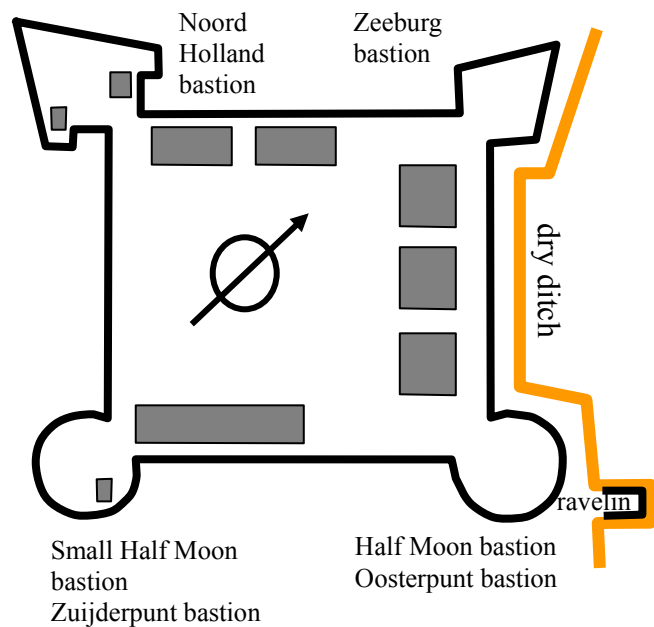 Noord
Holland
bastion
Zeeburg
bastion
dry ditch
ravelin
Small Half Moon
bastion
Zuijderpunt bastion
Half Moon bastion
Oosterpunt bastion